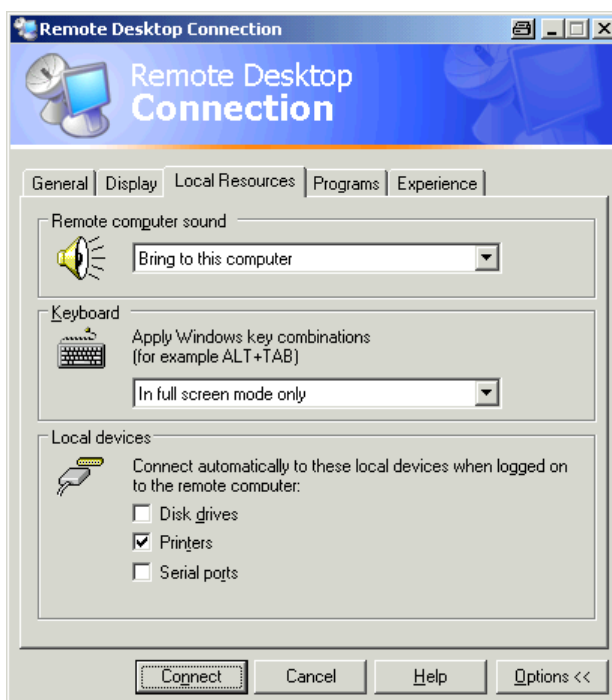 Remote Desktop Connection
Remote Desktop
Connection
General Display Local Resources Programs Experience
Remote computer sound
Bring to this computer
Keyboard
Apply Windows key combinations
(for example ALT+TAB)
In full screen mode only
Local devices
Connect automatically to these local devices when logged on
to the remote computer:
Disk drives
Printers
Serial ports
Connect Cancel Help Options <<